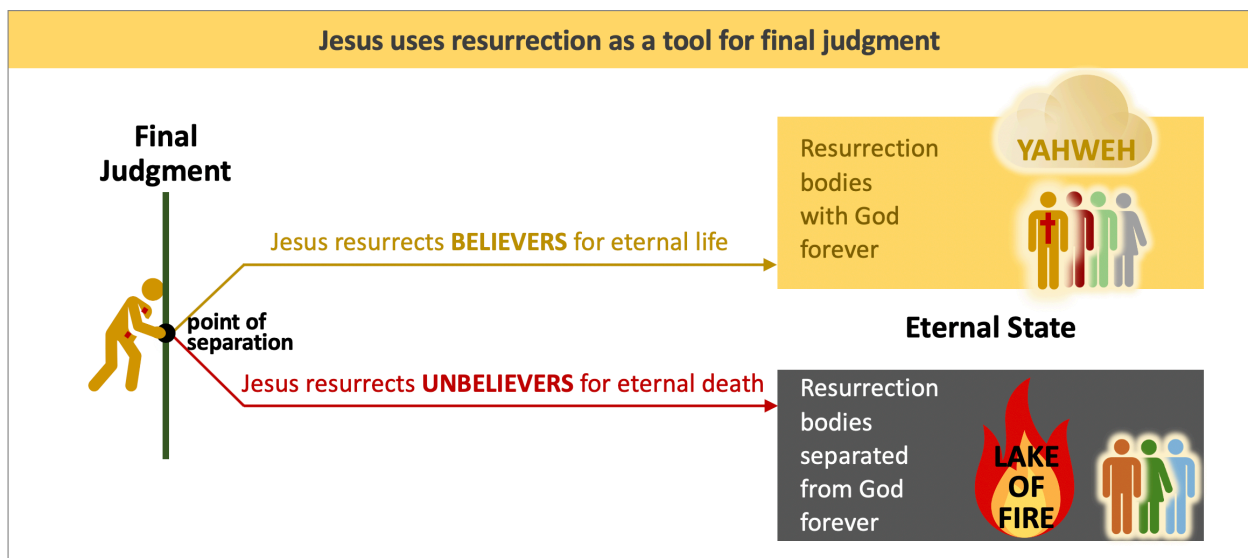 Jesus uses resurrection as a tool for final judgment
Final
Judgment
point of
separation
Jesus resurrects BELIEVERS for eternal life
Resurrection
bodies
with God
forever
YAHWEH
Eternal State
Jesus resurrects UNBELIEVERS for eternal death
Resurrection
bodies
separated
from God
forever
LAKE
OF
FIRE